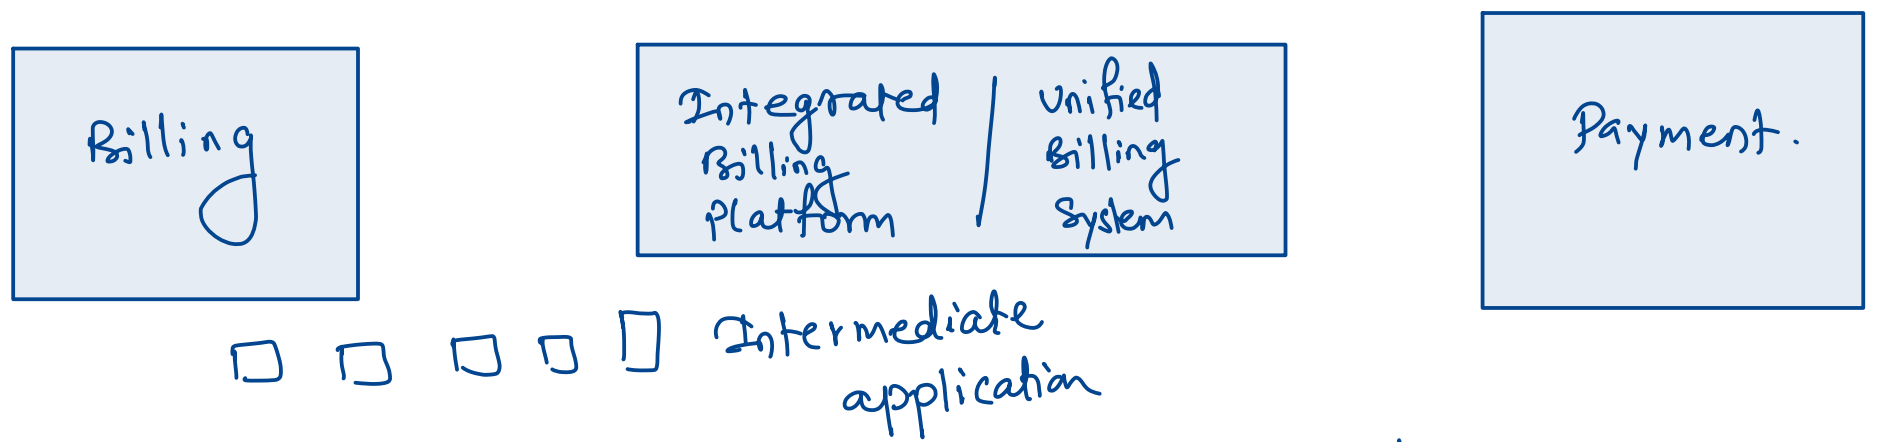 Billing
Integrated / Unified
Billing Billing
Platform System
Payment.
Intermediate
application